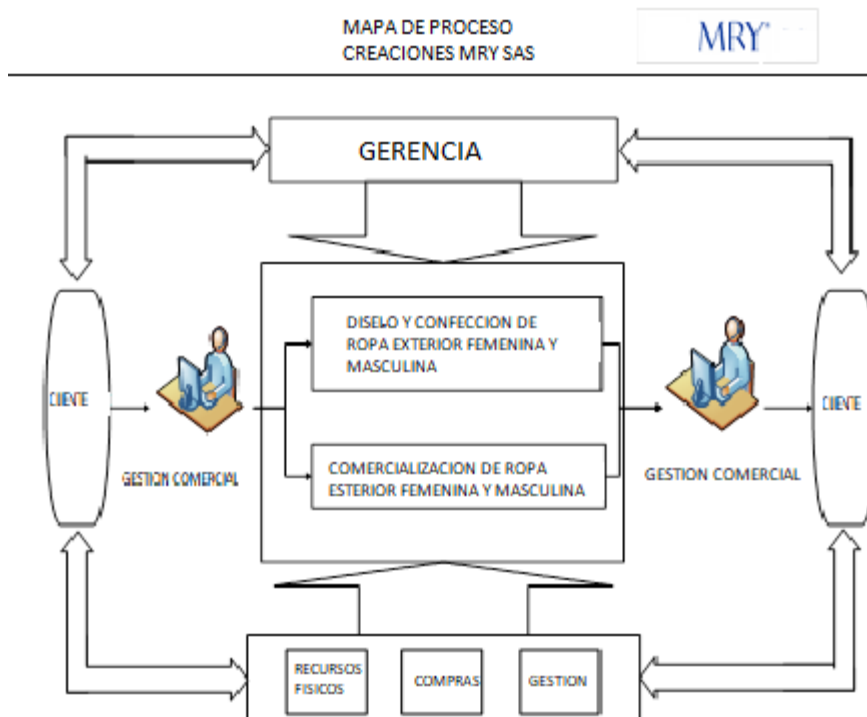 MAPA DE PROCESO
CREACIONES MRY SAS
MRY
GERENCIA
DISELO Y CONFECCION DE
ROPA EXTERIOR FEMENINA Y
MASCULINA
CLIENTE
CLIENTE
GESTION COMERCIAL
COMERCIALIZACION DE ROPA
ESTERIOR FEMENINA Y MASCULINA
GESTION COMERCIAL
RECURSOS
FISICOS
COMPRAS
GESTION